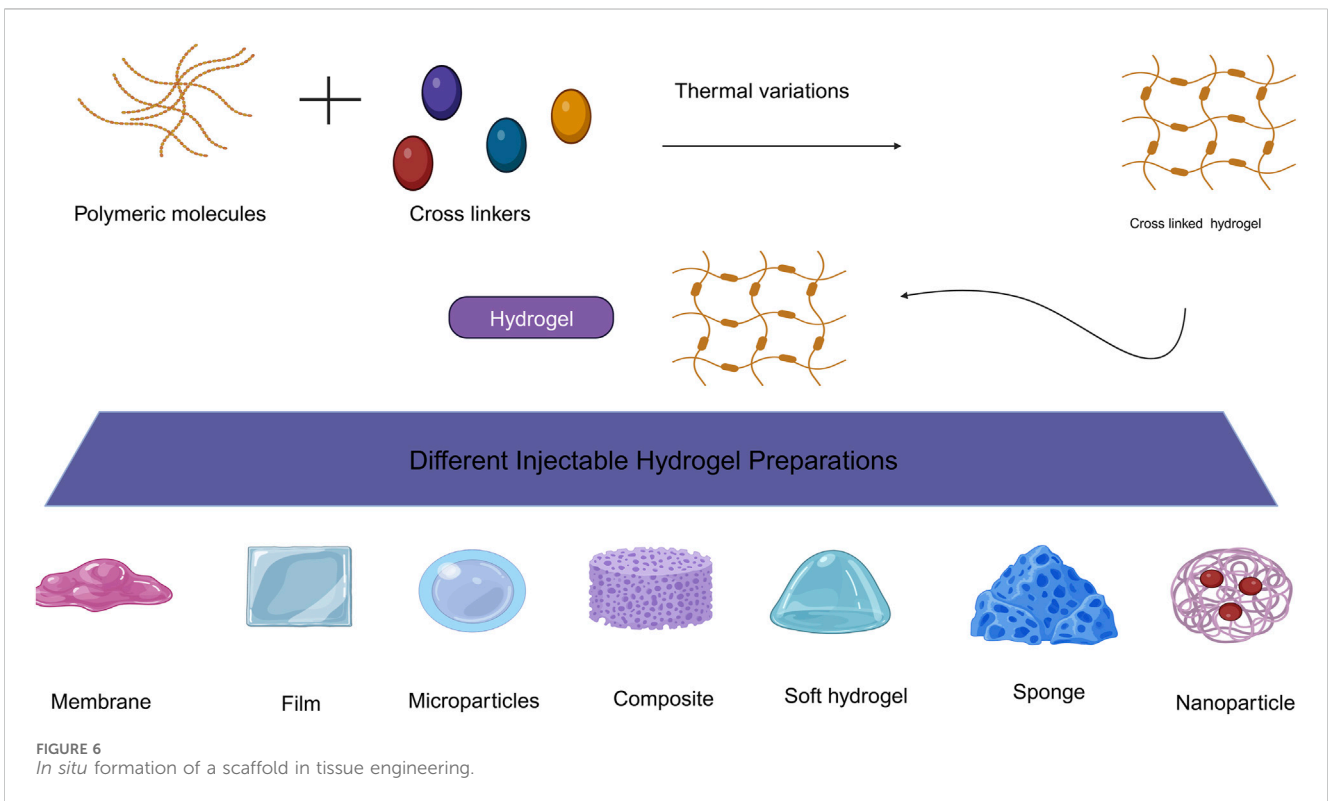 Thermal variations
Polymeric molecules
Cross linkers
Cross linked hydrogel
Hydrogel
Different Injectable Hydrogel Preparations
Membrane
Film
Microparticles
Composite
Soft hydrogel
Sponge
Nanoparticle
FIGURE 6
In situ formation of a scaffold in tissue engineering.